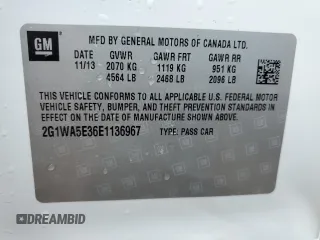 GM
MFD BY GENERAL MOTORS OF CANADA LTD.
11/13 GVWR GAWR FRT GAWR RR
2070 KG 1119 KG 951 KG
4564 LB 2468 LB 2096 LB
THIS VEHICLE CONFORMS TO ALL APPLICABLE U.S. FEDERAL MOTOR
VEHICLE SAFETY, BUMPER, AND THEFT PREVENTION STANDARDS
IN EFFECT ON THE DATE OF MANUFACTURE SHOWN ABOVE.
2G1WA5E36E1136967 TYPE: PASS CAR
DREAMBID